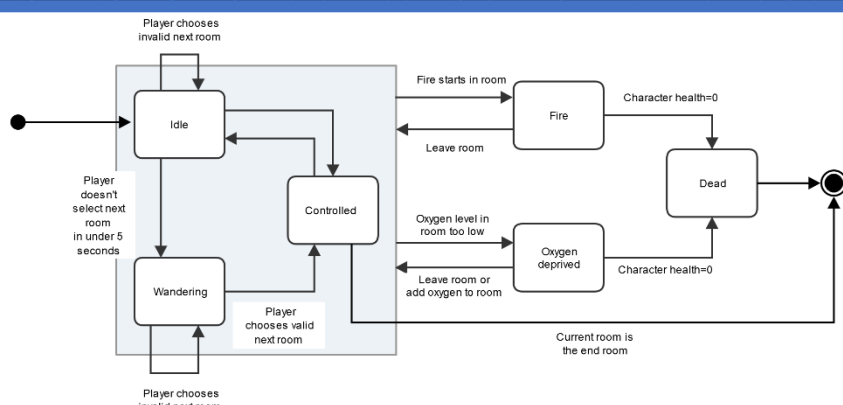 Player chooses
invalid next room
Idle
Fire starts in room
Fire
Character health=0
Leave room
Dead
Player
doesn't
select next
room
in under 5
seconds
Controlled
Oxygen level in
room too low
Oxygen
deprived
Leave room or
add oxygen to room
Character health=0
Wandering
Player
chooses valid
next room
Current room is
the end room
Player chooses
invalid next room